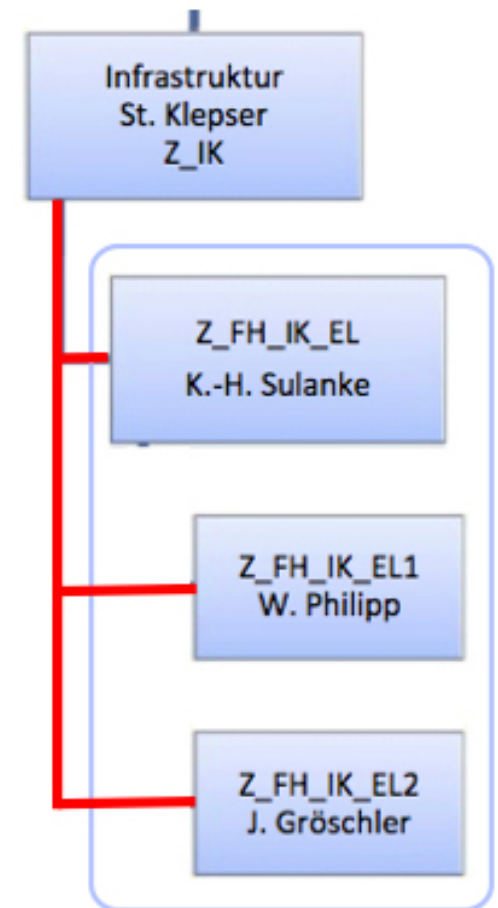 Infrastruktur
St. Klepser
Z_IK
Z_FH_IK_EL
K.-H. Sulanke
Z_FH_IK_EL1
W. Philipp
Z_FH_IK_EL2
J. Gröschler